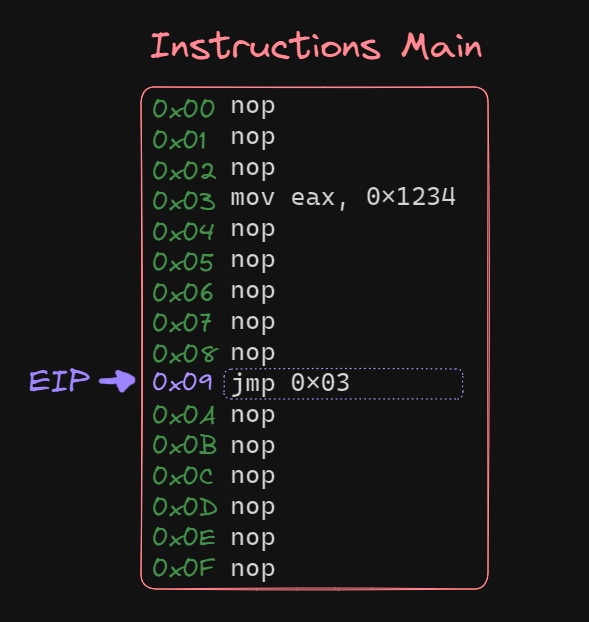 Instructions Main
0x00 nop
0x01 nop
0x02 nop
0x03 mov eax, 0x1234
0x04 nop
0x05 nop
0x06 nop
0x07 nop
0x08 nop
EIP 0x09 jmp 0x03
0x0A nop
0x0B nop
0x0C nop
0x0D nop
0x0E nop
0x0F nop